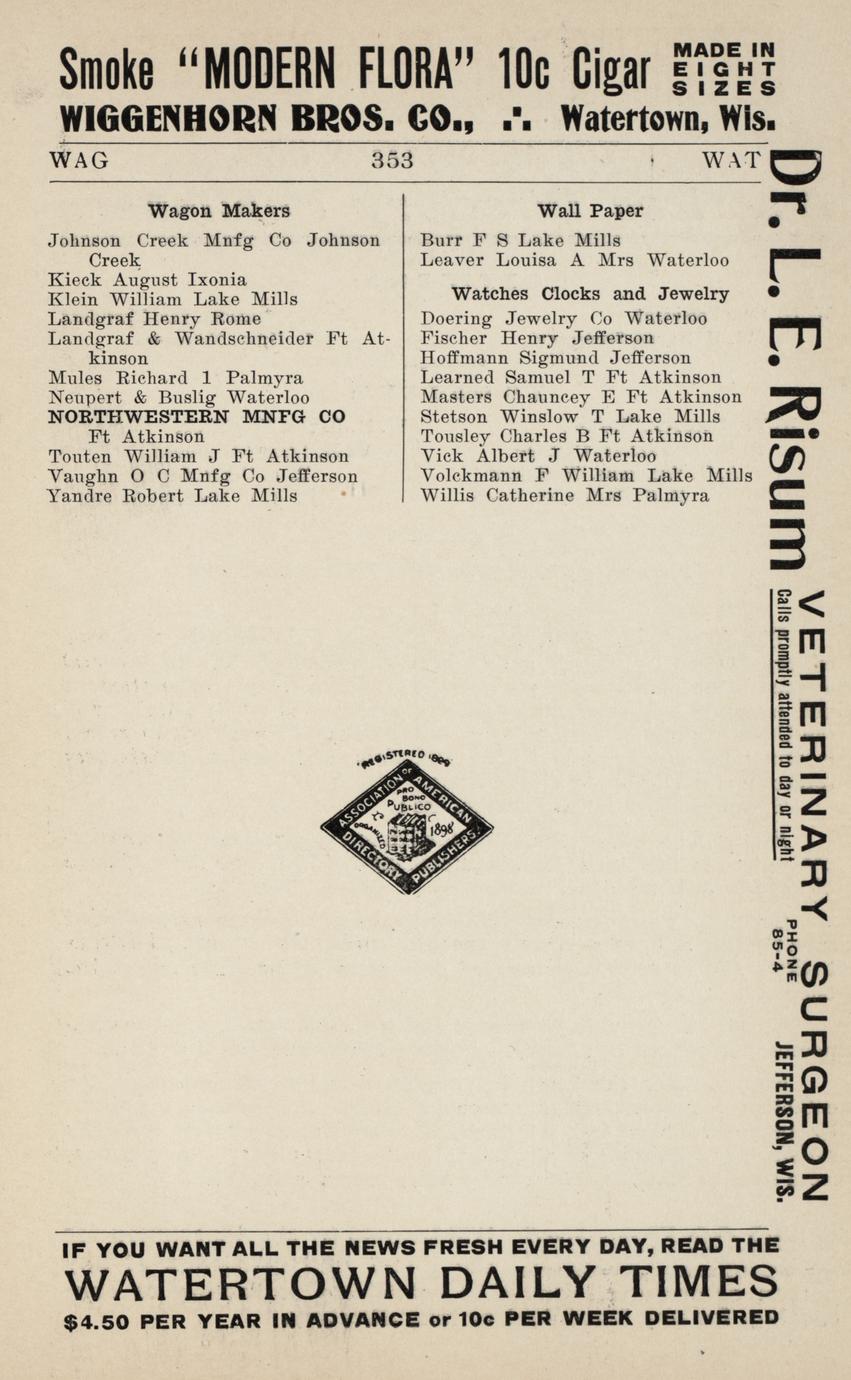 Smoke "MODERN FLORA" 10c Cigar MADE IN EIGHT SIZES
WIGGENHORN BROS. CO., ∴ Watertown, Wis.
WAG 353 WAT
Wagon Makers
Johnson Creek Mnfg Co Johnson
Creek
Kieck August Ixonia
Klein William Lake Mills
Landgraf Henry Rome
Landgraf & Wandschneider Ft At-
kinson
Mules Richard 1 Palmyra
Neupert & Buslig Waterloo
NORTHWESTERN MNFG CO
Ft Atkinson
Touten William J Ft Atkinson
Vaughn O C Mnfg Co Jefferson
Yandre Robert Lake Mills
Wall Paper
Burr F S Lake Mills
Leaver Louisa A Mrs Waterloo
Watches Clocks and Jewelry
Doering Jewelry Co Waterloo
Fischer Henry Jefferson
Hoffmann Sigmund Jefferson
Learned Samuel T Ft Atkinson
Masters Chauncey E Ft Atkinson
Stetson Winslow T Lake Mills
Tousley Charles B Ft Atkinson
Vick Albert J Waterloo
Volckmann F William Lake Mills
Willis Catherine Mrs Palmyra
REGISTERED 1899
ASSOCIATION OF AMERICAN
DIRECTORY PUBLISHERS.
PRO
BONO
PUBLICO
ORGANIZED
1898
Dr. L. E. Risum
VETERINARY SURGEON
Calls promptly attended to day or night
PHONE
85-4
JEFFERSON, WIS.
IF YOU WANT ALL THE NEWS FRESH EVERY DAY, READ THE
WATERTOWN DAILY TIMES
$4.50 PER YEAR IN ADVANCE or 10c PER WEEK DELIVERED